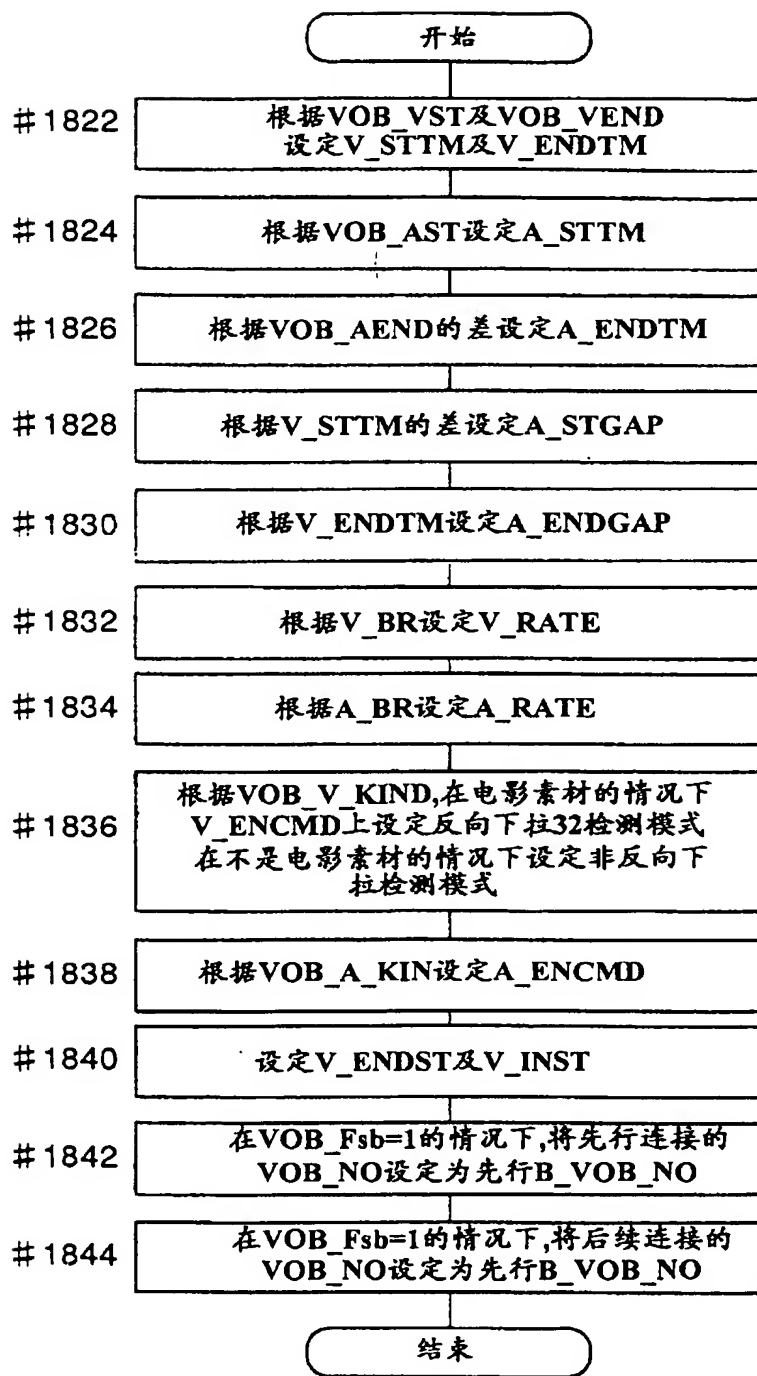 开始
#1822
根据VOB_VST及VOB_VEND
设定V_STTM及V_ENDTM
#1824
根据VOB_AST设定A_STTM
#1826
根据VOB_AEND的差设定A_ENDTM
#1828
根据V_STTM的差设定A_STGAP
#1830
根据V_ENDTM设定A_ENDGAP
#1832
根据V_BR设定V_RATE
#1834
根据A_BR设定A_RATE
#1836
根据VOB_V_KIND,在电影素材的情况下
V_ENCMD上设定反向下拉32检测模式
在不是电影素材的情况下设定非反向下
拉检测模式
#1838
根据VOB_A_KIN设定A_ENCMD
#1840
设定V_ENDST及V_INST
#1842
在VOB_Fsb=1的情况下,将先行连接的
VOB_NO设定为先行B_VOB_NO
#1844
在VOB_Fsb=1的情况下,将后续连接的
VOB_NO设定为先行B_VOB_NO
结束